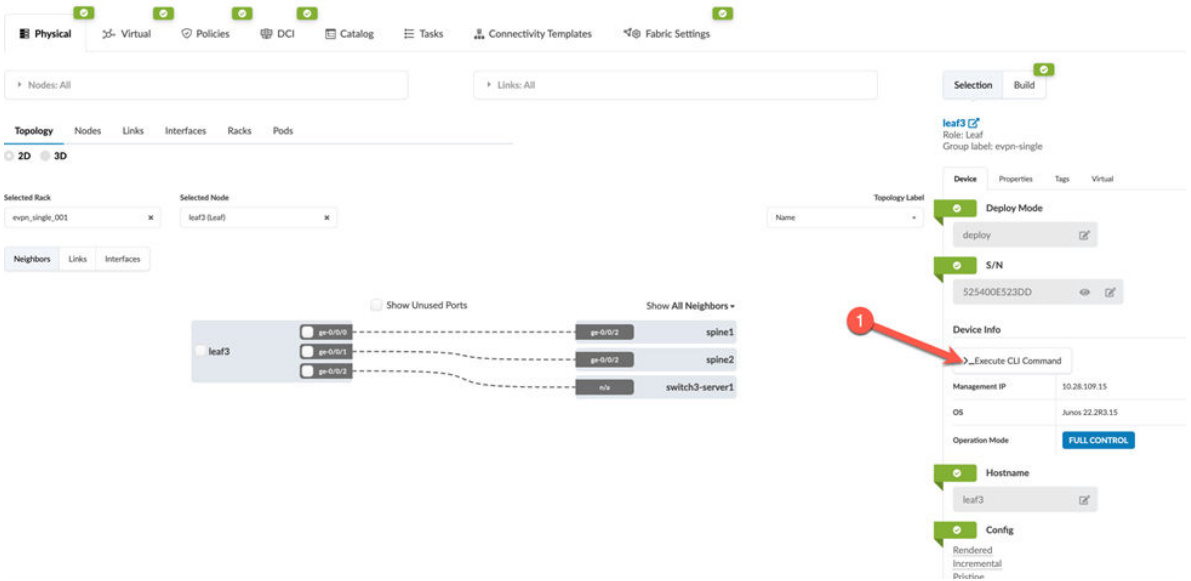 Physical Virtual Policies DCI Catalog Tasks Connectivity Templates Fabric Settings
Nodes: All
Links: All
Topology Nodes Links Interfaces Racks Pods
2D 3D
Selected Rack Selected Node Topology Label
evpn_single_001 leaf3 (Leaf) Name
Neighbors Links Interfaces
Show Unused Ports Show All Neighbors
leaf3
ge-0/0/0
ge-0/0/1
ge-0/0/2
ge-0/0/2 spine1
ge-0/0/2 spine2
n/a switch3-server1
Selection Build
leaf3
Role: Leaf
Group label: evpn-single
Device Properties Tags Virtual
Deploy Mode
deploy
S/N
525400E523DD
Device Info
1
>_Execute CLI Command
Management IP 10.28.109.15
OS Junos 22.2R3.15
Operation Mode FULL CONTROL
Hostname
leaf3
Config
Rendered
Incremental
Pristine